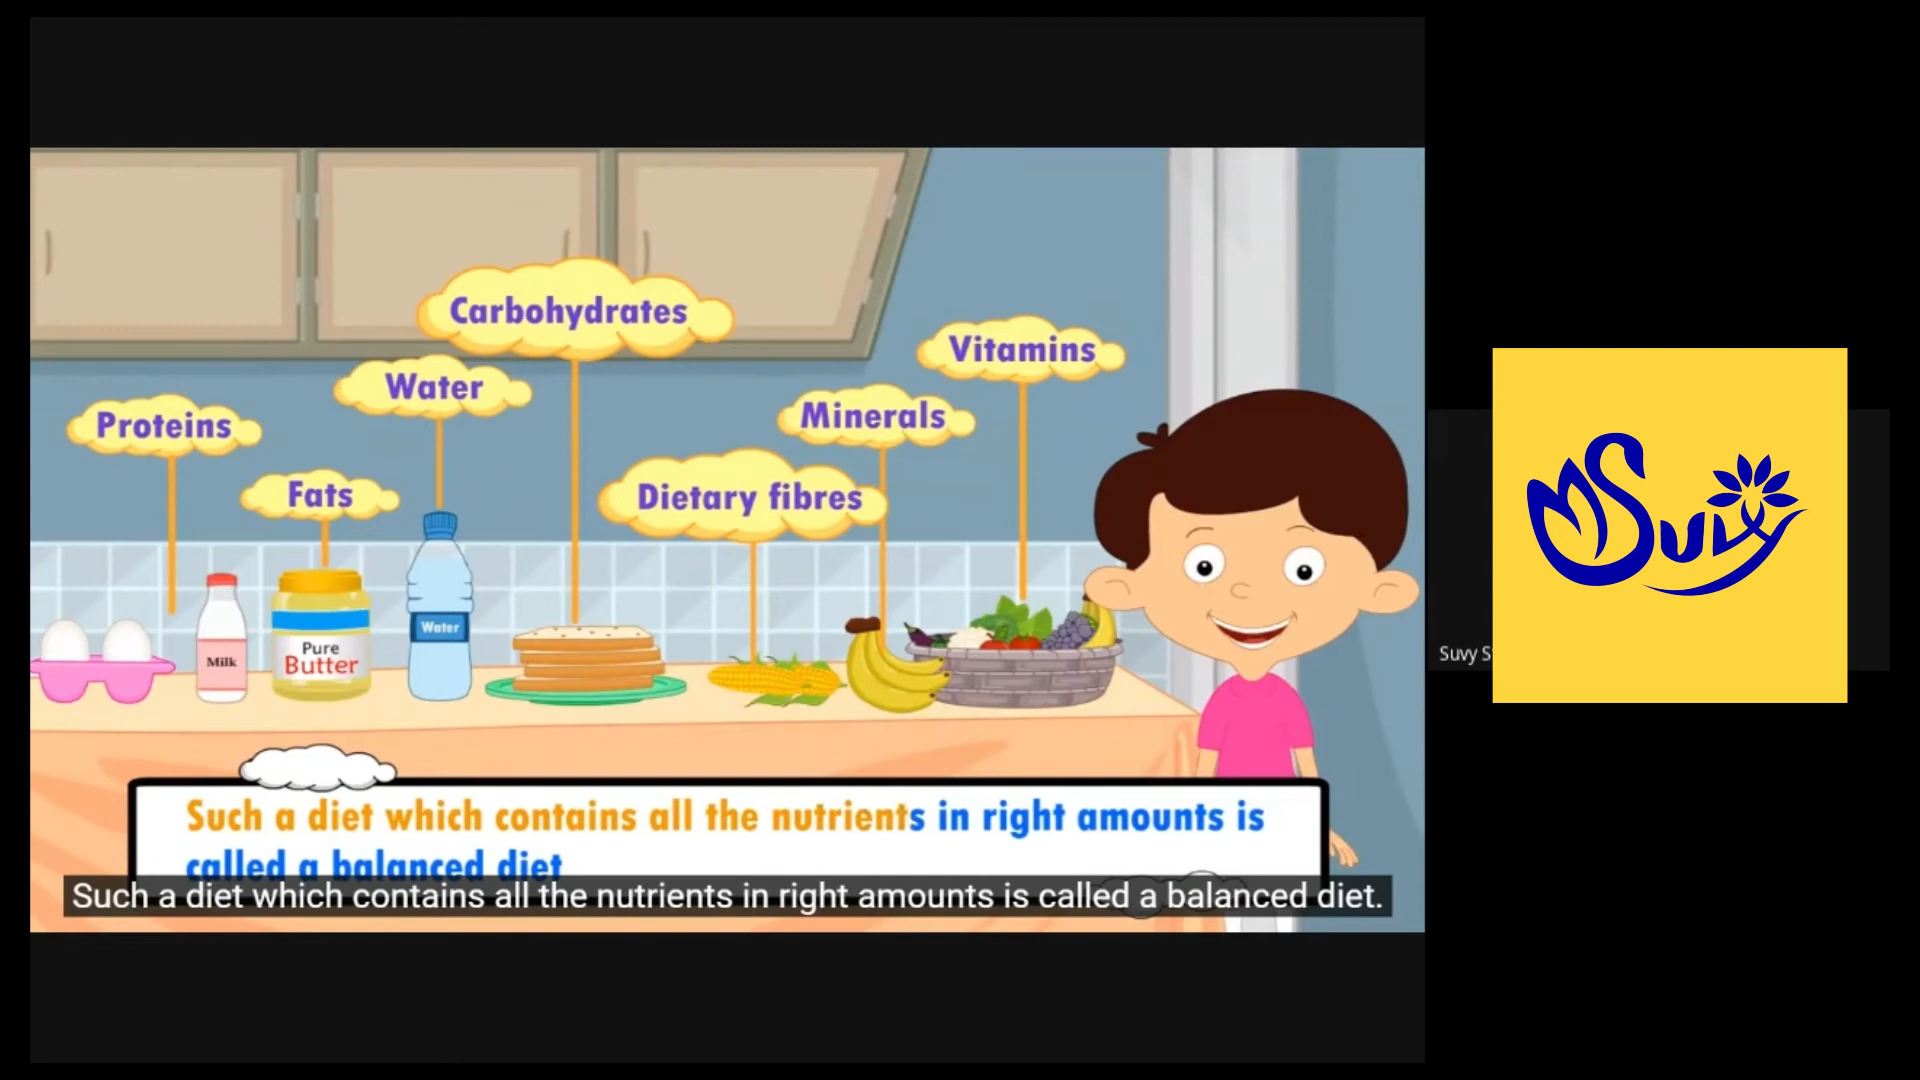 Carbohydrates
Vitamins
Water
Minerals
Proteins
Fats
Dietary fibres
Water
Milk
Pure
Butter
Such a diet which contains all the nutrients in right amounts is
called a balanced diet
Such a diet which contains all the nutrients in right amounts is called a balanced diet.
Suvy
MSuvy